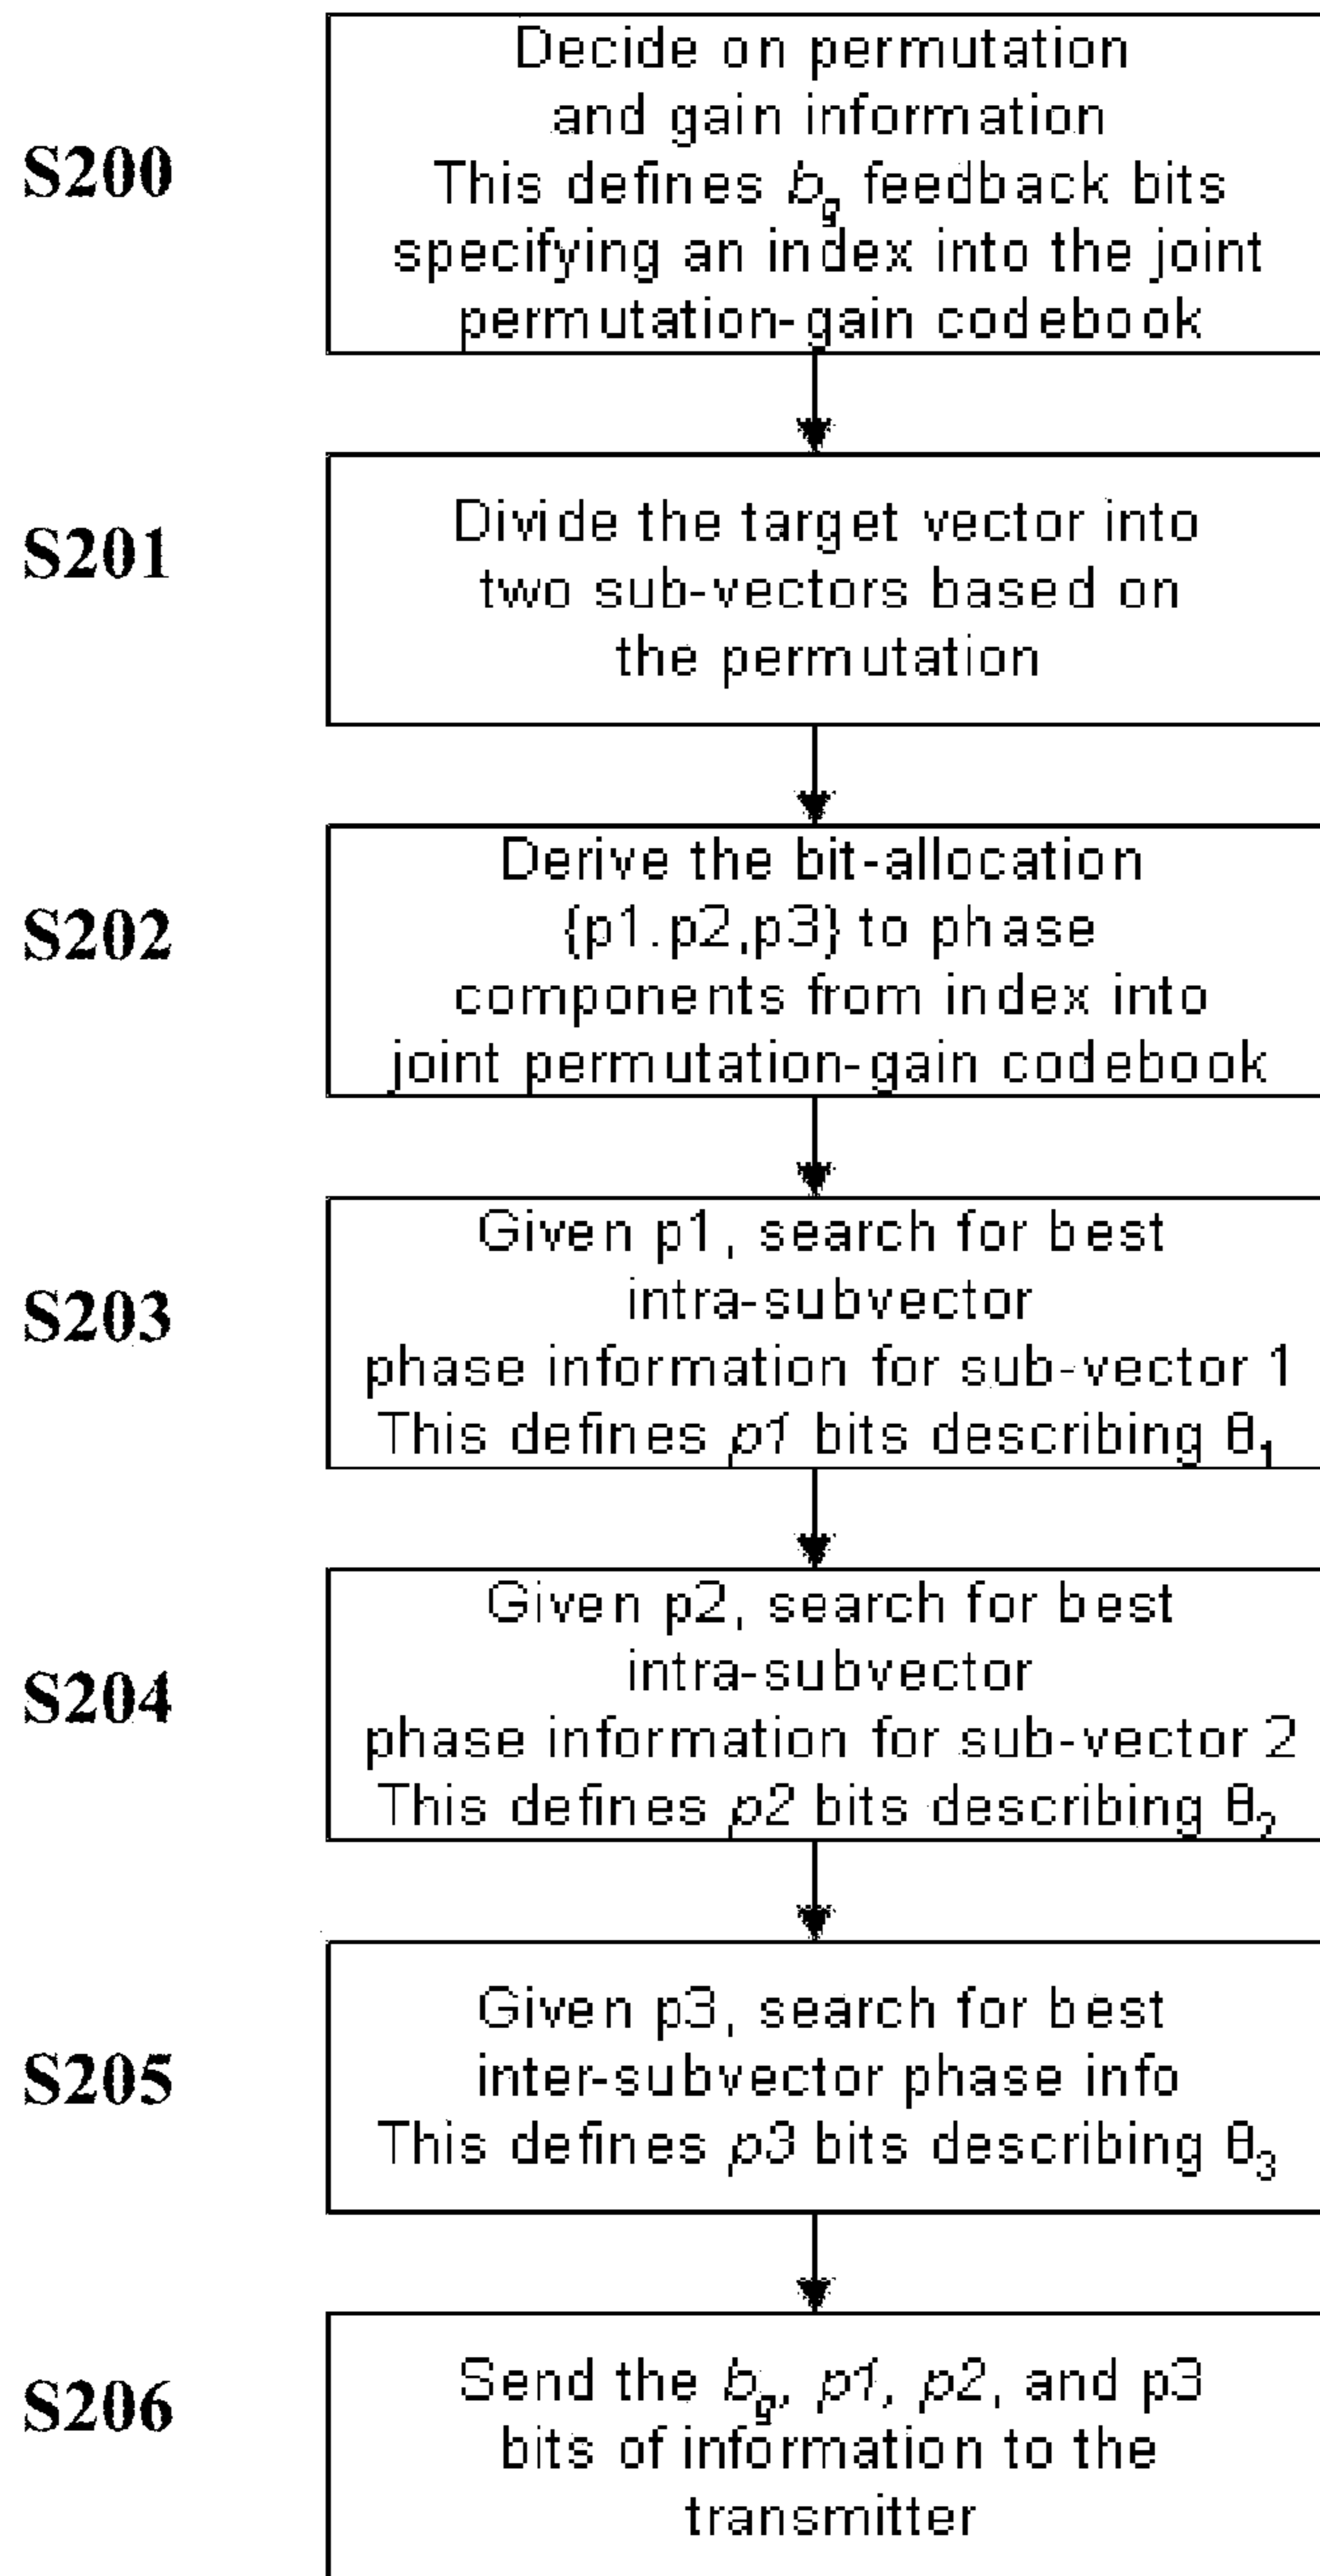 S200
Decide on permutation
and gain information
This defines b_g feedback bits
specifying an index into the joint
permutation-gain codebook
S201
Divide the target vector into
two sub-vectors based on
the permutation
S202
Derive the bit-allocation
{p1.p2,p3} to phase
components from index into
joint permutation-gain codebook
S203
Given p1, search for best
intra-subvector
phase information for sub-vector 1
This defines p1 bits describing θ₁
S204
Given p2, search for best
intra-subvector
phase information for sub-vector 2
This defines p2 bits describing θ₂
S205
Given p3, search for best
inter-subvector phase info
This defines p3 bits describing θ₃
S206
Send the b_g, p1, p2, and p3
bits of information to the
transmitter